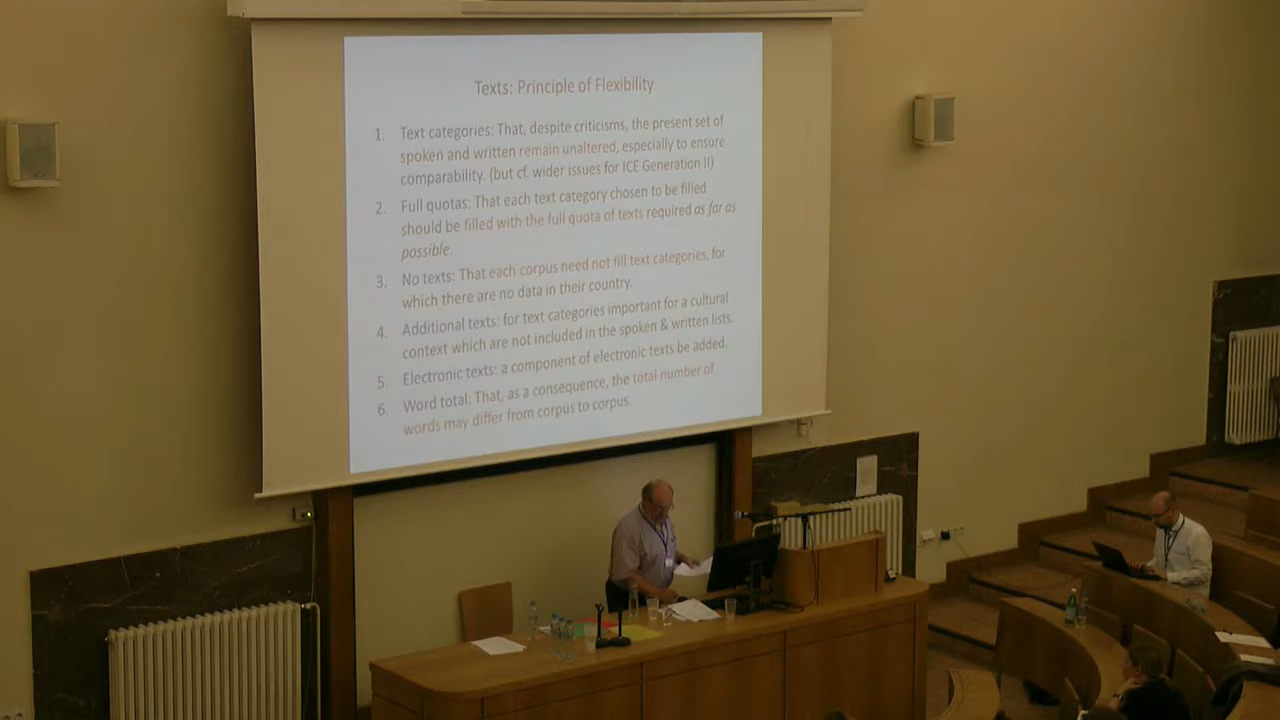 Texts: Principle of Flexibility
1. Text categories: That, despite criticisms, the present set of
spoken and written remain unaltered, especially to ensure
comparability. (but cf. wider issues for ICE Generation II)
2. Full quotas: That each text category chosen to be filled
should be filled with the full quota of texts required as far as
possible.
3. No texts: That each corpus need not fill text categories, for
which there are no data in their country.
4. Additional texts: for text categories important for a cultural
context which are not included in the spoken & written lists.
5. Electronic texts: a component of electronic texts be added.
6. Word total: That, as a consequence, the total number of
words may differ from corpus to corpus.